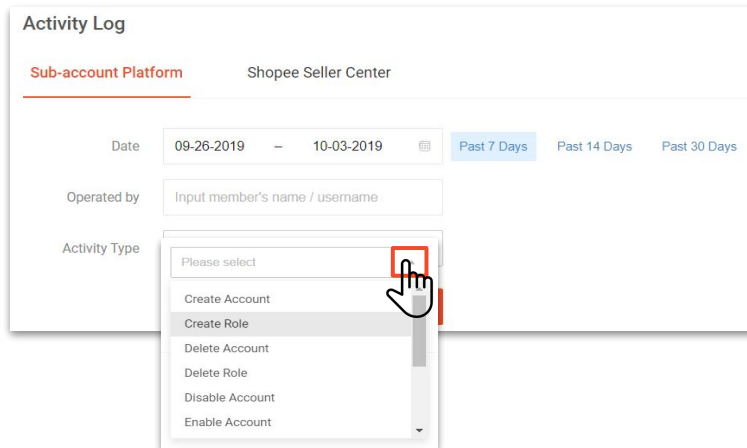 Activity Log
Sub-account Platform Shopee Seller Center
Date 09-26-2019 – 10-03-2019 Past 7 Days Past 14 Days Past 30 Days
Operated by Input member's name / username
Activity Type
Please select
Create Account
Create Role
Delete Account
Delete Role
Disable Account
Enable Account